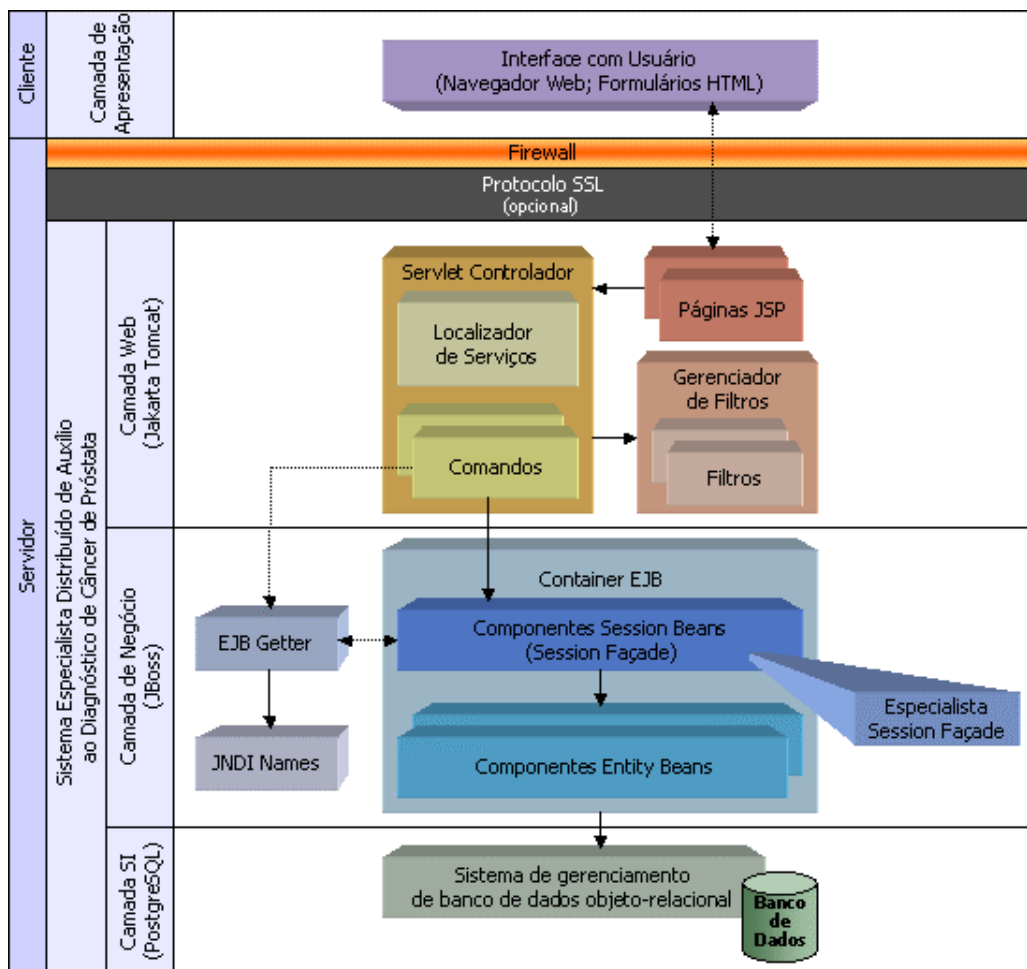 Cliente
Camada de
Apresentação
Interface com Usuário
(Navegador Web; Formulários HTML)
Firewall
Protocolo SSL
(opcional)
Servidor
Sistema Especialista Distribuído de Auxílio
ao Diagnóstico de Câncer de Próstata
Camada Web
(Jakarta Tomcat)
Servlet Controlador
Localizador
de Serviços
Comandos
Páginas JSP
Gerenciador
de Filtros
Filtros
Camada de Negócio
(JBoss)
EJB Getter
JNDI Names
Container EJB
Componentes Session Beans
(Session Façade)
Componentes Entity Beans
Especialista
Session Façade
Camada SI
(PostgreSQL)
Sistema de gerenciamento
de banco de dados objeto-relacional
Banco
de
Dados